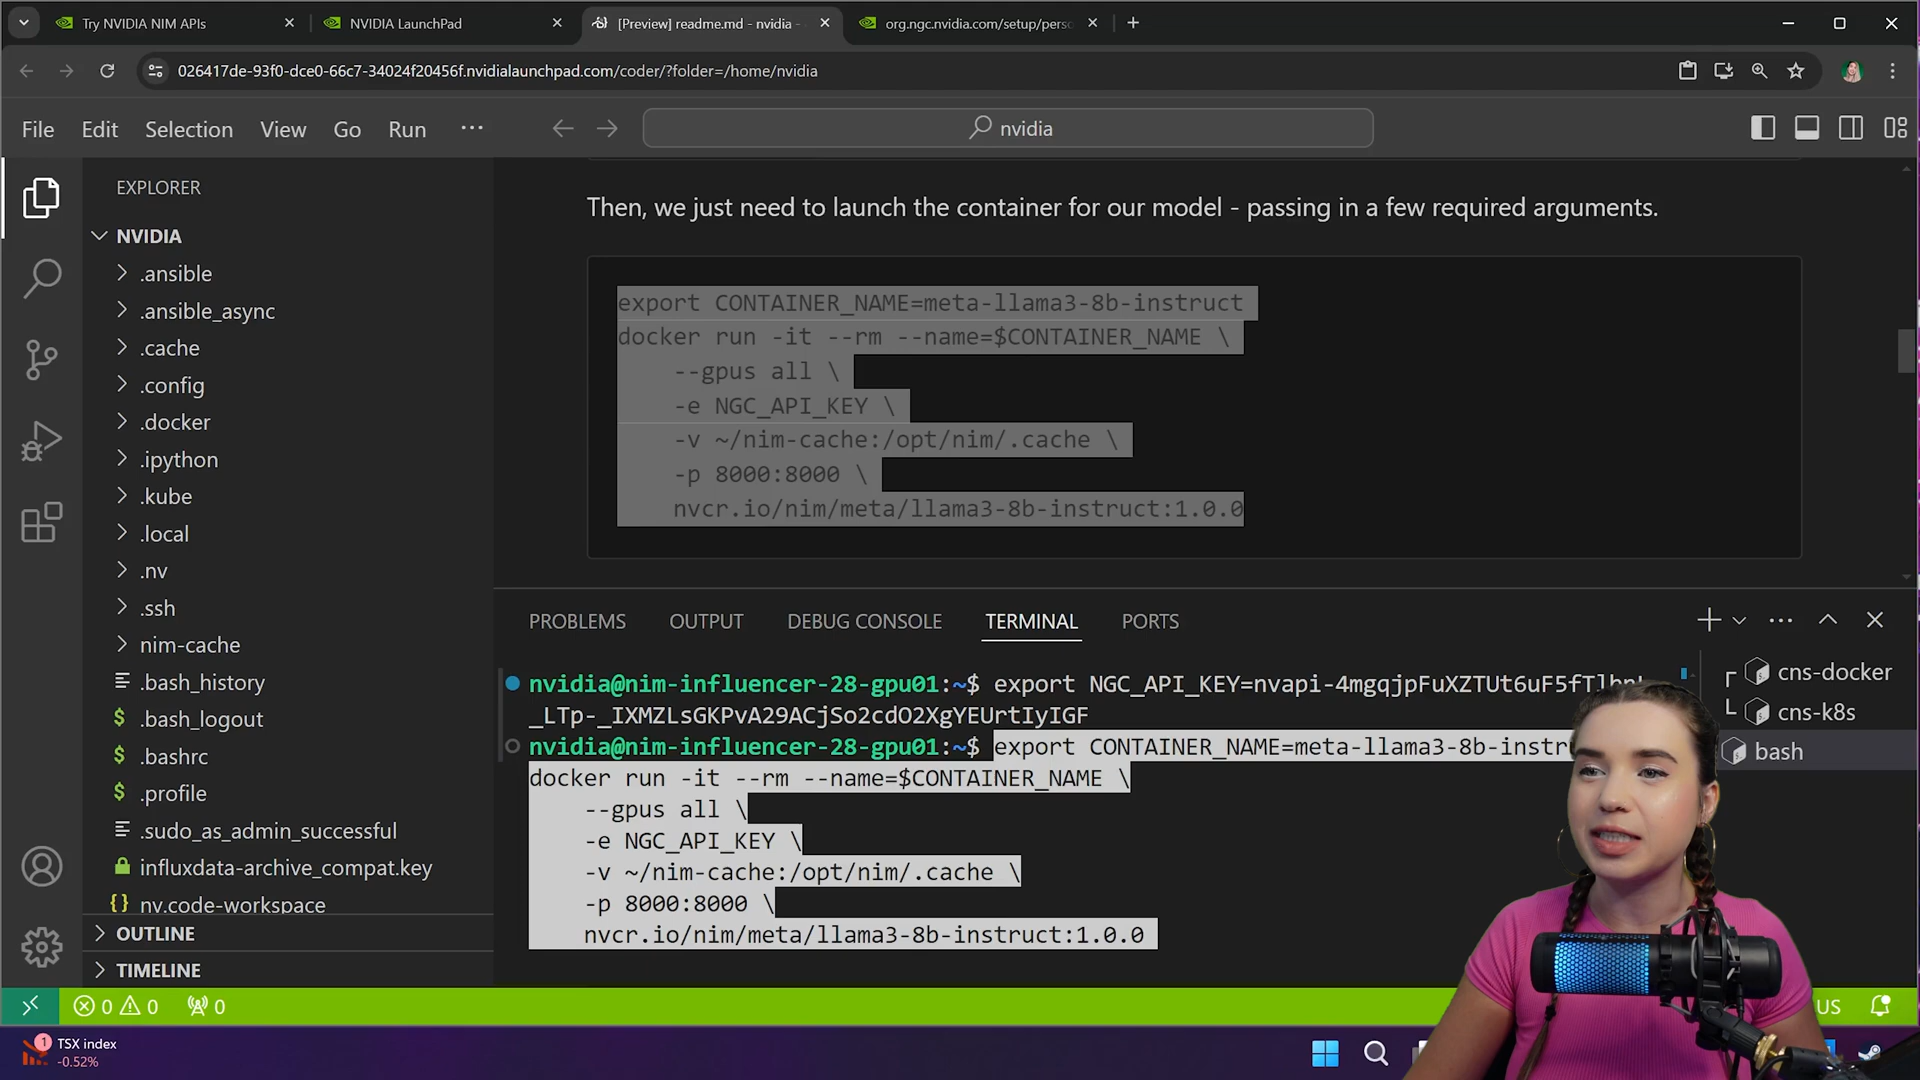 Try NVIDIA NIM APIs
NVIDIA LaunchPad
[Preview] readme.md - nvidia -
org.ngc.nvidia.com/setup/pers
026417de-93f0-dce0-66c7-34024f20456f.nvidialaunchpad.com/coder/?folder=/home/nvidia
File Edit Selection View Go Run ...
nvidia
EXPLORER
NVIDIA
.ansible
.ansible_async
.cache
.config
.docker
.ipython
.kube
.local
.nv
.ssh
nim-cache
.bash_history
$ .bash_logout
$ .bashrc
$ .profile
.sudo_as_admin_successful
influxdata-archive_compat.key
{} nv.code-workspace
OUTLINE
TIMELINE
Then, we just need to launch the container for our model - passing in a few required arguments.
export CONTAINER_NAME=meta-llama3-8b-instruct
docker run -it --rm --name=$CONTAINER_NAME \
--gpus all \
-e NGC_API_KEY \
-v ~/nim-cache:/opt/nim/.cache \
-p 8000:8000 \
nvcr.io/nim/meta/llama3-8b-instruct:1.0.0
PROBLEMS OUTPUT DEBUG CONSOLE TERMINAL PORTS
nvidia@nim-influencer-28-gpu01:~$ export
_LTp-_IXMZLsGKPvA29ACjSo2cdO2XgYEUrtIyIGF
nvidia@nim-influencer-28-gpu01:~$ export CONTAINER_NAME=meta-llama3-8b-instr
docker run -it --rm --name=$CONTAINER_NAME \
--gpus all \
-e NGC_API_KEY \
-v ~/nim-cache:/opt/nim/.cache \
-p 8000:8000 \
nvcr.io/nim/meta/llama3-8b-instruct:1.0.0
cns-docker
cns-k8s
bash
0 0 0
US
1
TSX index
-0.52%